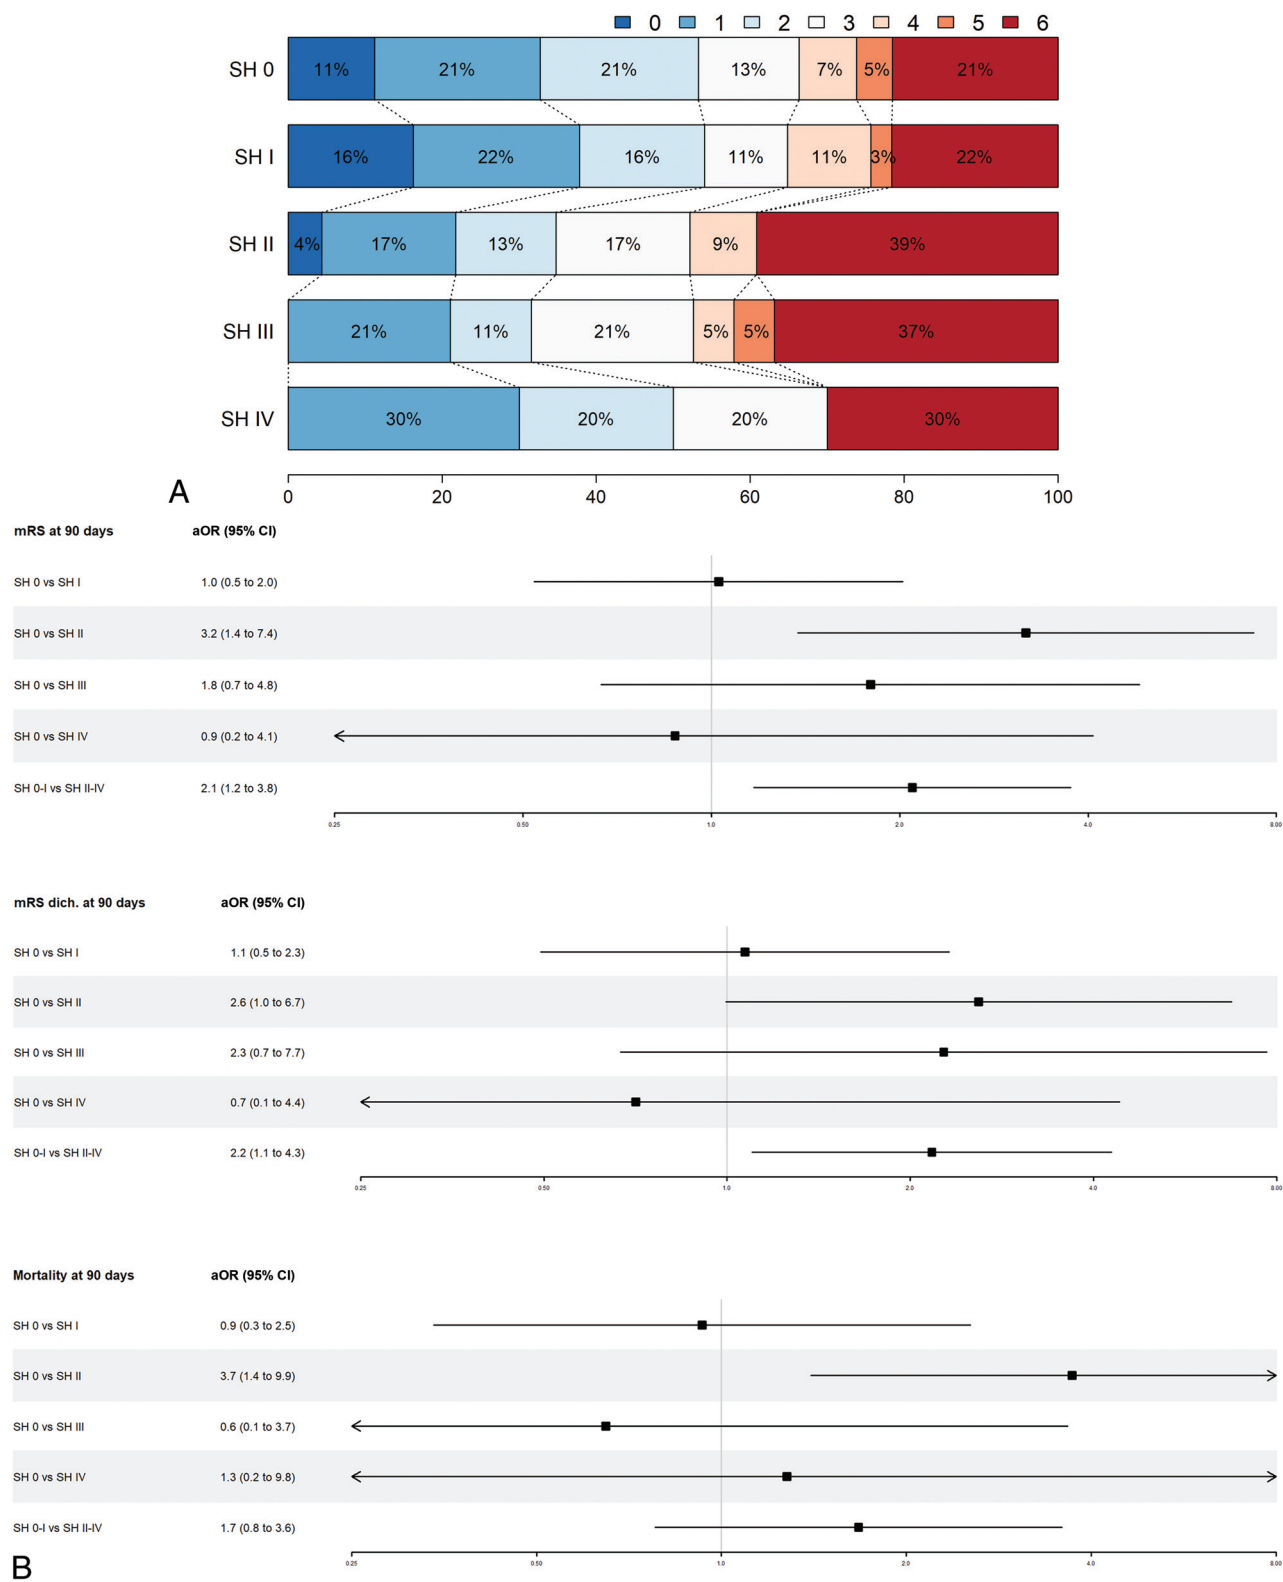 0 1 2 3 4 5 6
SH 0 11% 21% 21% 13% 7% 5% 21%
SH I 16% 22% 16% 11% 11% 3% 22%
SH II 4% 17% 13% 17% 9% 39%
SH III 21% 11% 21% 5% 5% 37%
SH IV 30% 20% 20% 30%
A
0 20 40 60 80 100
mRS at 90 days aOR (95% CI)
SH 0 vs SH I 1.0 (0.5 to 2.0)
SH 0 vs SH II 3.2 (1.4 to 7.4)
SH 0 vs SH III 1.8 (0.7 to 4.8)
SH 0 vs SH IV 0.9 (0.2 to 4.1)
SH 0-I vs SH II-IV 2.1 (1.2 to 3.8)
0.25 0.50 1.0 2.0 4.0 8.00
mRS dich. at 90 days aOR (95% CI)
SH 0 vs SH I 1.1 (0.5 to 2.3)
SH 0 vs SH II 2.6 (1.0 to 6.7)
SH 0 vs SH III 2.3 (0.7 to 7.7)
SH 0 vs SH IV 0.7 (0.1 to 4.4)
SH 0-I vs SH II-IV 2.2 (1.1 to 4.3)
0.25 0.50 1.0 2.0 4.0 8.00
Mortality at 90 days aOR (95% CI)
SH 0 vs SH I 0.9 (0.3 to 2.5)
SH 0 vs SH II 3.7 (1.4 to 9.9)
SH 0 vs SH III 0.6 (0.1 to 3.7)
SH 0 vs SH IV 1.3 (0.2 to 9.8)
SH 0-I vs SH II-IV 1.7 (0.8 to 3.6)
B
0.25 0.50 1.0 2.0 4.0 8.00